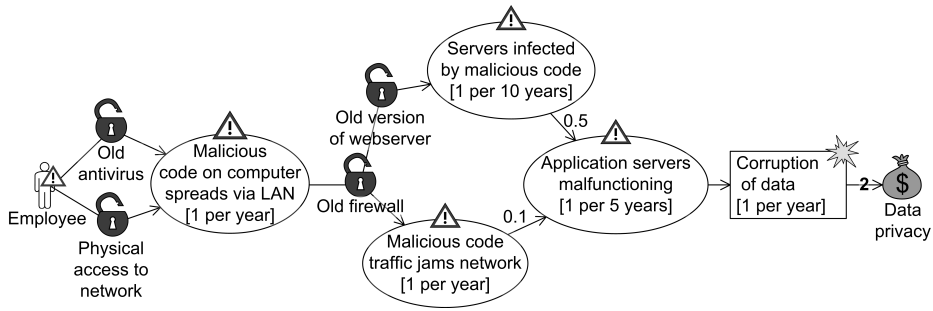 Employee
Old
antivirus
Physical
access to
network
Malicious
code on computer
spreads via LAN
[1 per year]
Old version
of webserver
Old firewall
Servers infected
by malicious code
[1 per 10 years]
0.5
Malicious code
traffic jams network
[1 per year]
0.1
Application servers
malfunctioning
[1 per 5 years]
Corruption
of data
[1 per year]
2
$
Data
privacy